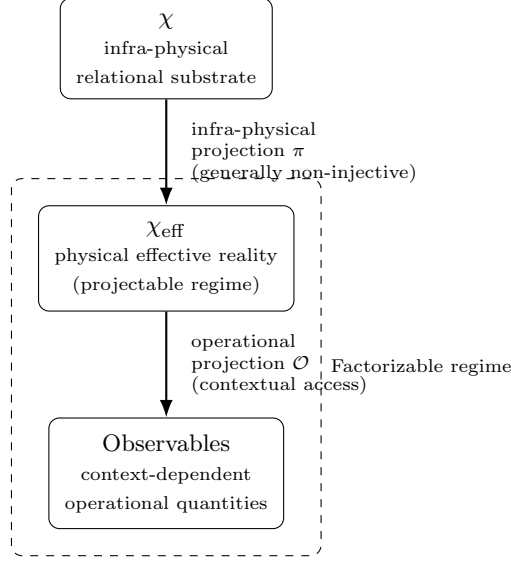 χ
infra-physical
relational substrate
infra-physical
projection π
(generally non-injective)
χeff
physical effective reality
(projectable regime)
operational
projection 𝒪
(contextual access)
Factorizable regime
Observables
context-dependent
operational quantities